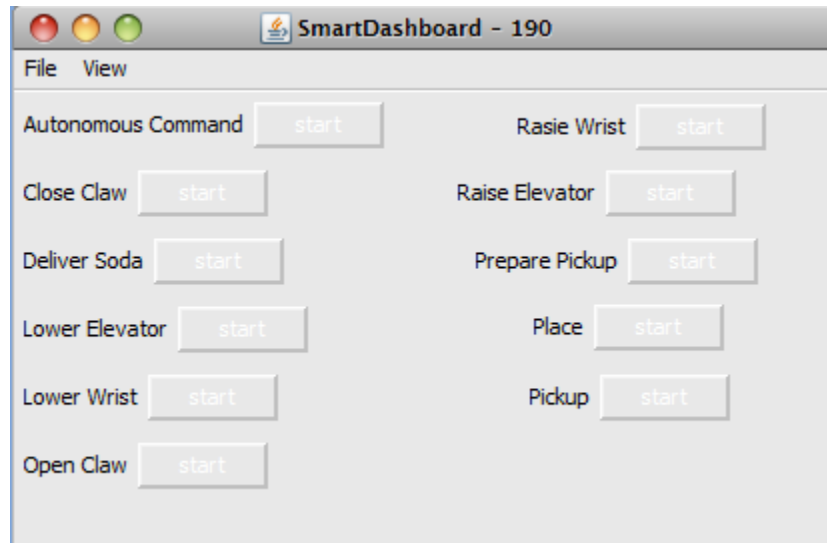 SmartDashboard - 190
File View
Autonomous Command start
Rasie Wrist start
Close Claw start
Raise Elevator start
Deliver Soda start
Prepare Pickup start
Lower Elevator start
Place start
Lower Wrist start
Pickup start
Open Claw start